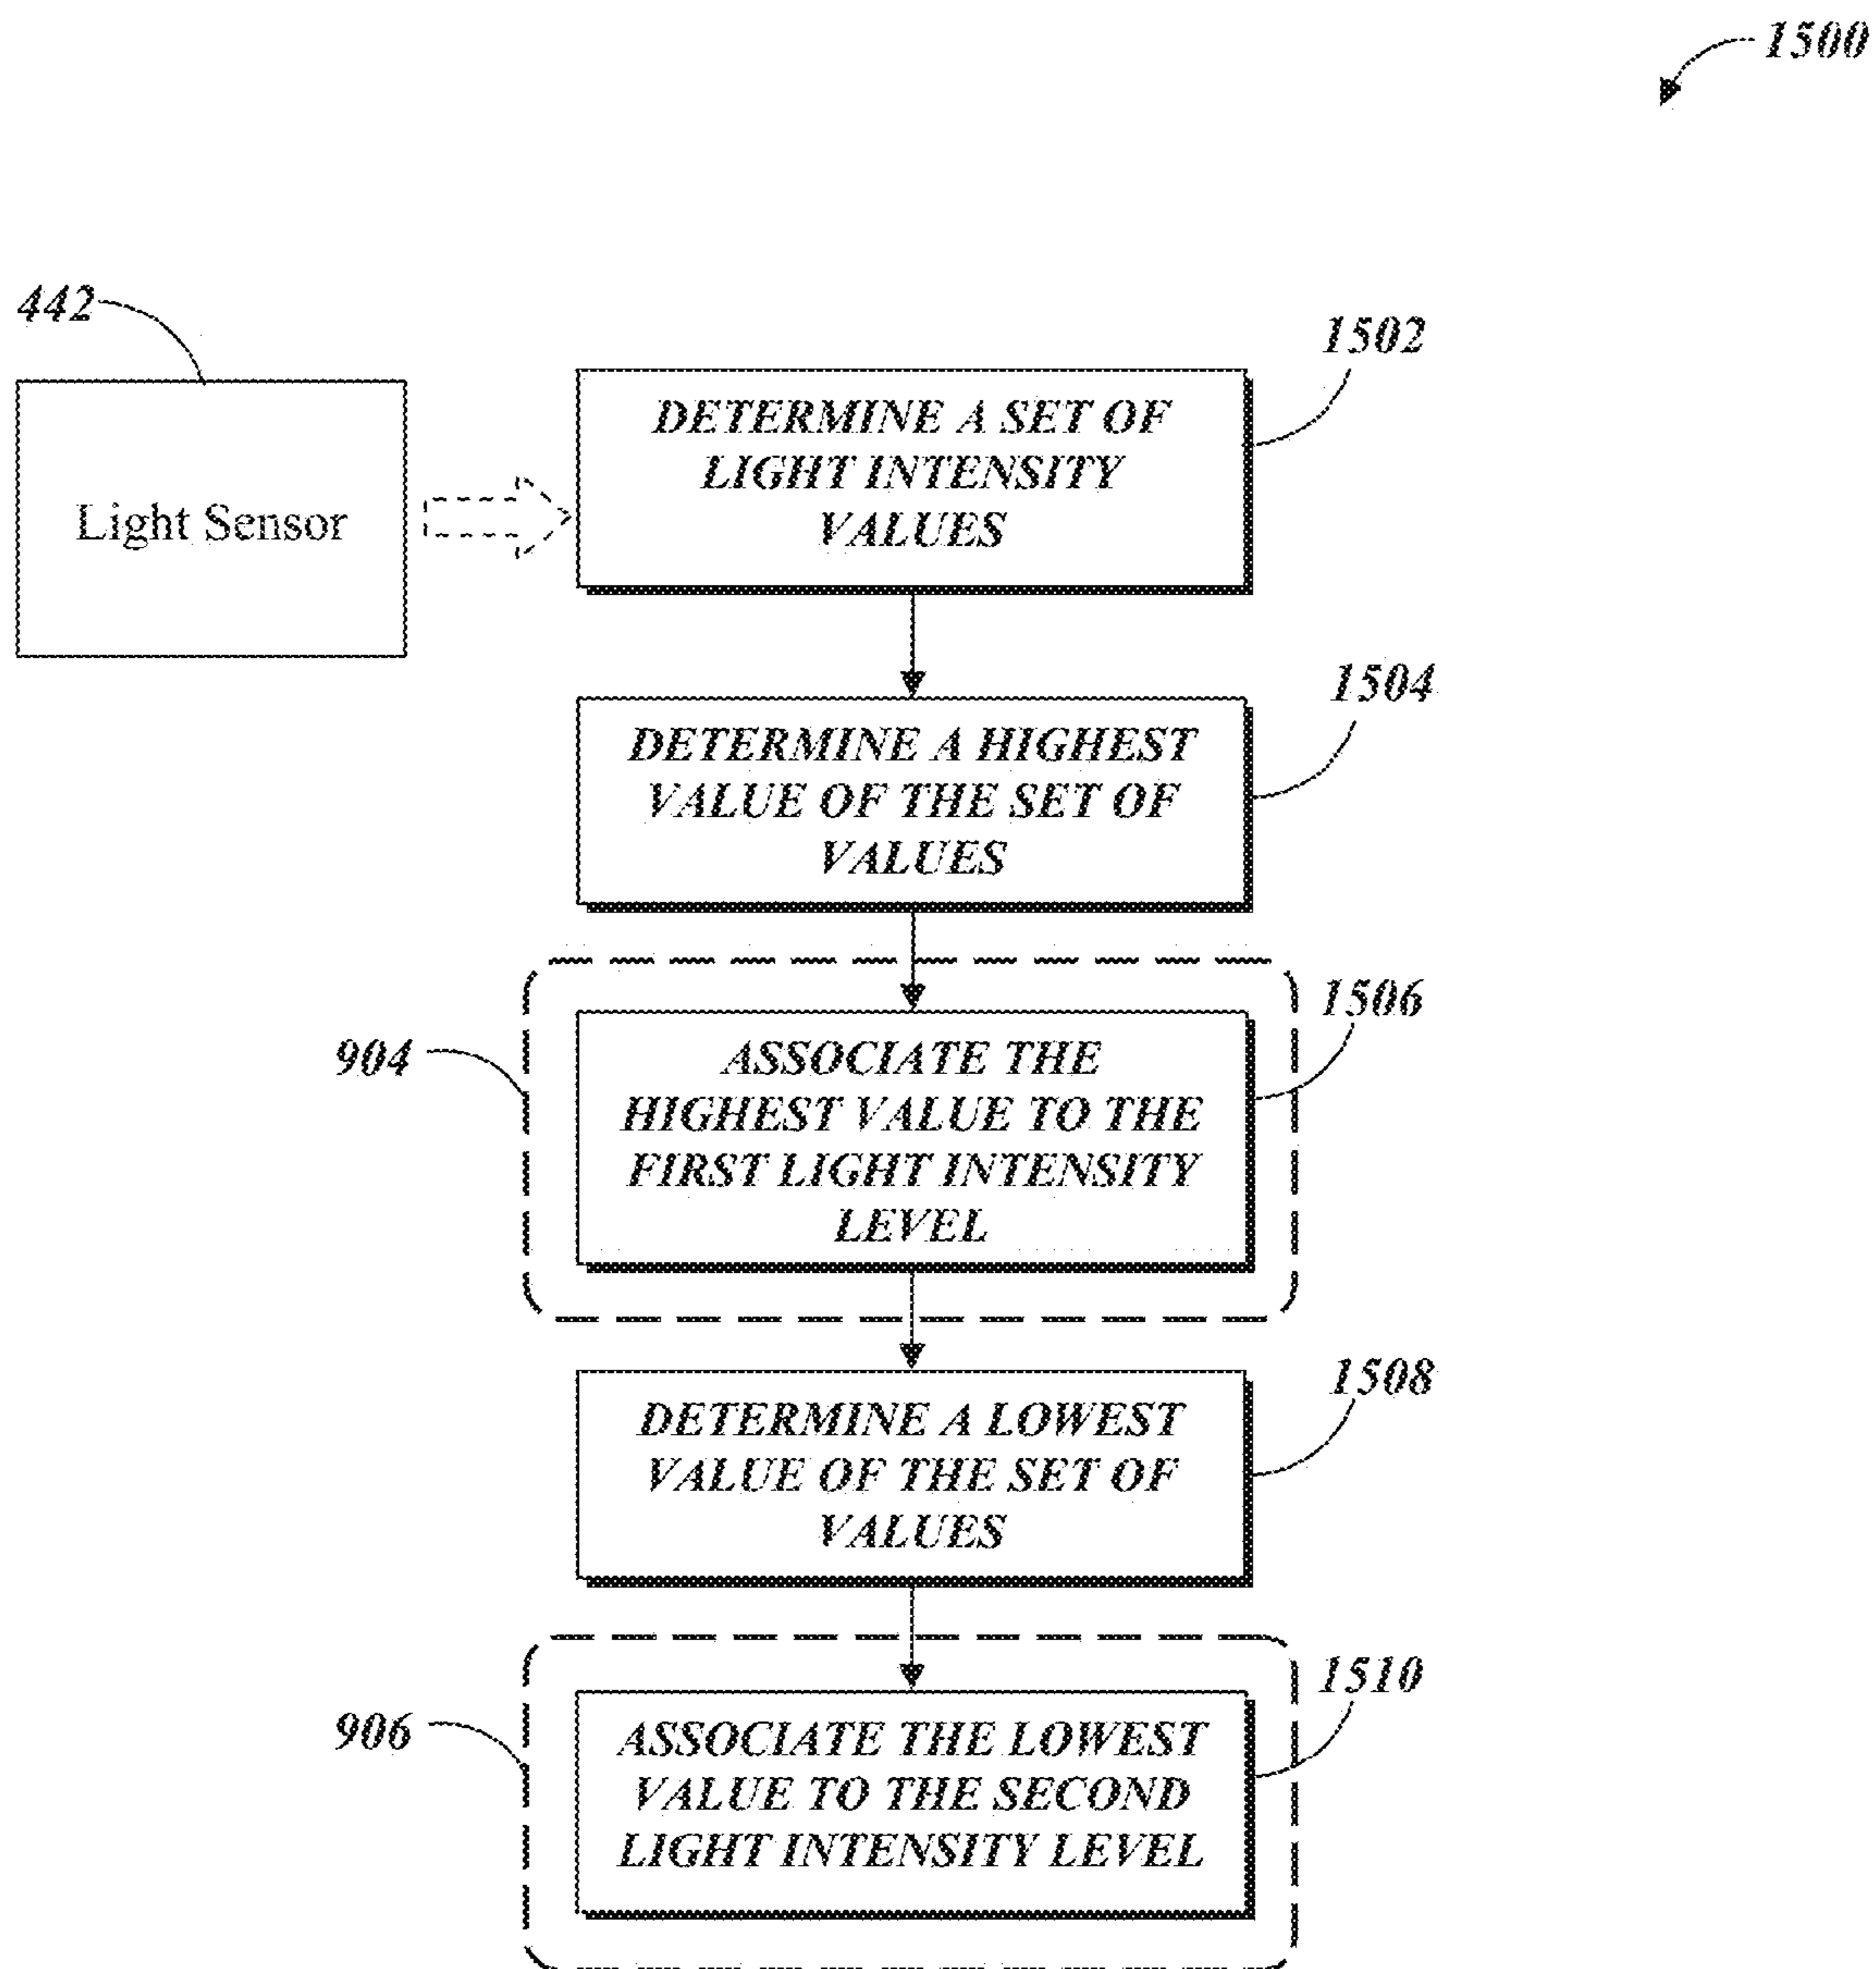 1500
442
1502
Light Sensor
DETERMINE A SET OF
LIGHT INTENSITY
VALUES
1504
DETERMINE A HIGHEST
VALUE OF THE SET OF
VALUES
904
1506
ASSOCIATE THE
HIGHEST VALUE TO THE
FIRST LIGHT INTENSITY
LEVEL
1508
DETERMINE A LOWEST
VALUE OF THE SET OF
VALUES
906
1510
ASSOCIATE THE LOWEST
VALUE TO THE SECOND
LIGHT INTENSITY LEVEL